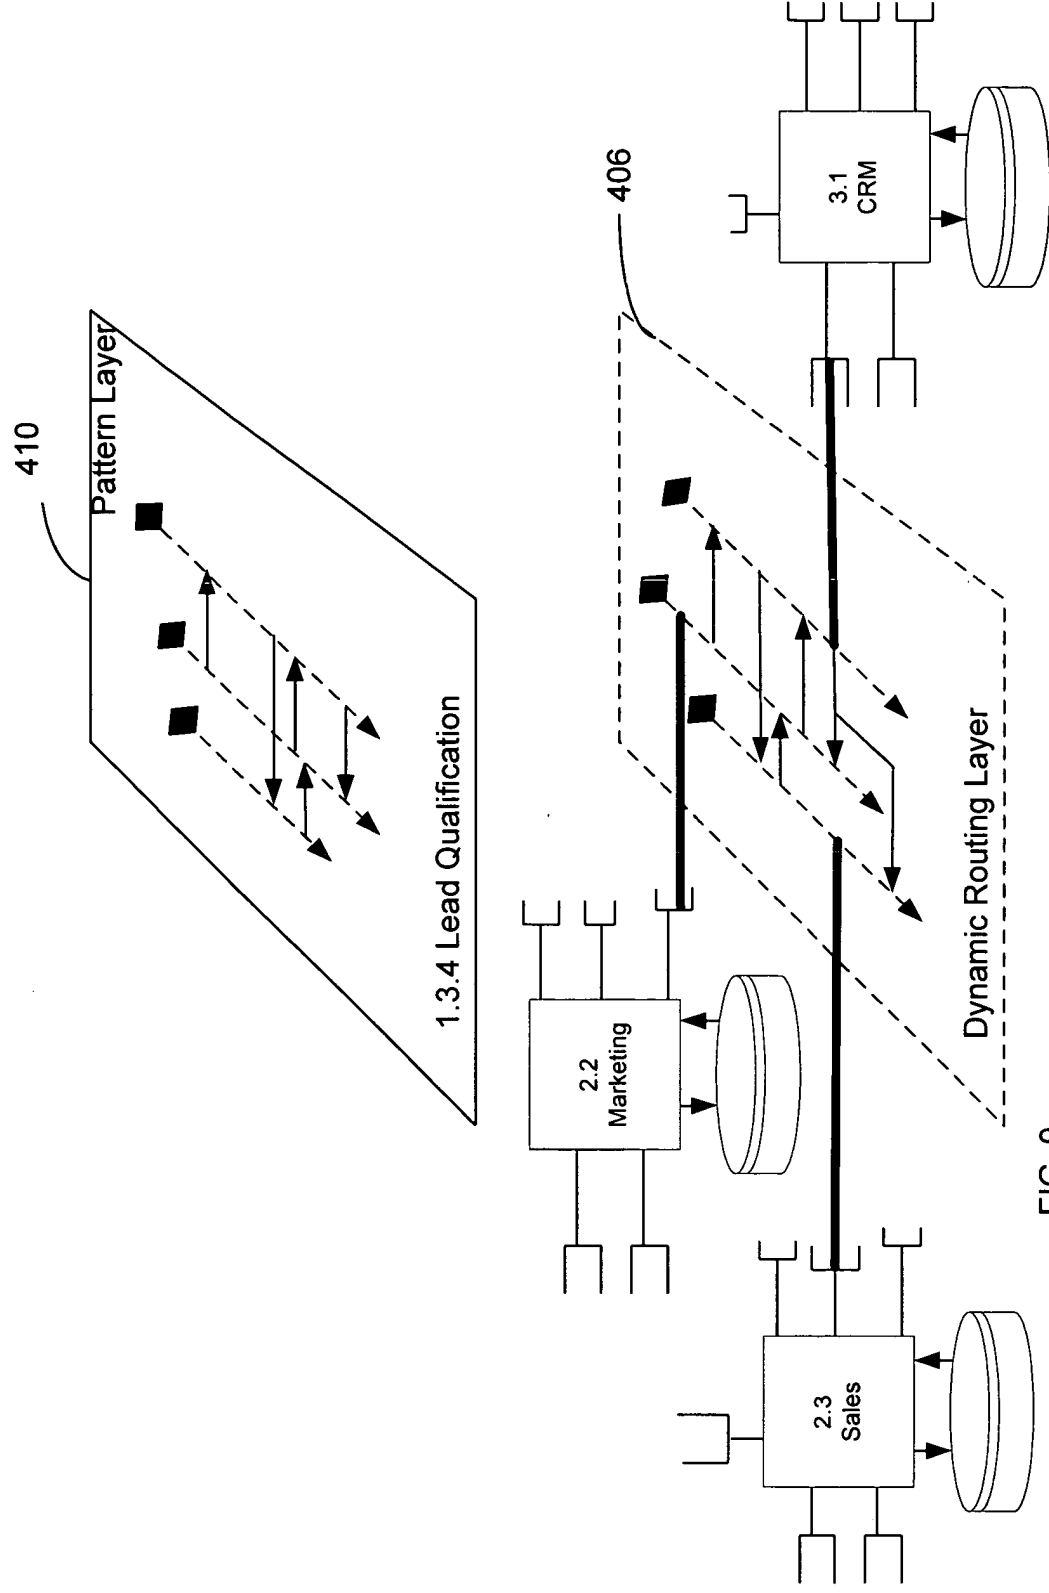 410
Pattern Layer
1.3.4 Lead Qualification
406
2.2
Marketing
3.1
CRM
2.3
Sales
Dynamic Routing Layer
FIG.